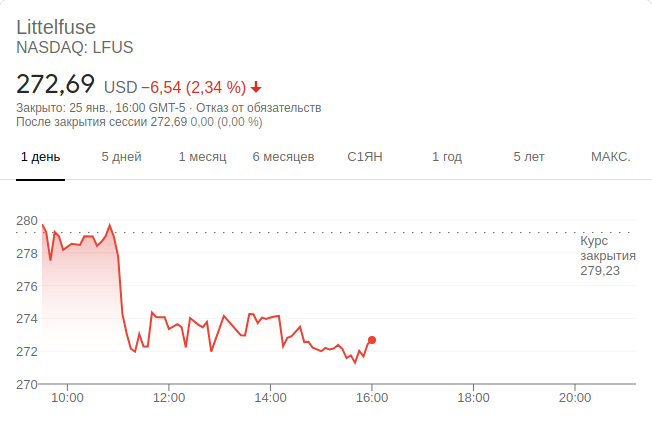 Littelfuse
NASDAQ: LFUS
272,69 USD −6,54 (2,34 %)
Закрыто: 25 янв., 16:00 GMT-5 · Отказ от обязательств
После закрытия сессии 272,69 0,00 (0,00 %)
1 день 5 дней 1 месяц 6 месяцев С1ЯН 1 год 5 лет МАКС.
280
Курс
закрытия
279,23
278
276
274
272
270
10:00 12:00 14:00 16:00 18:00 20:00